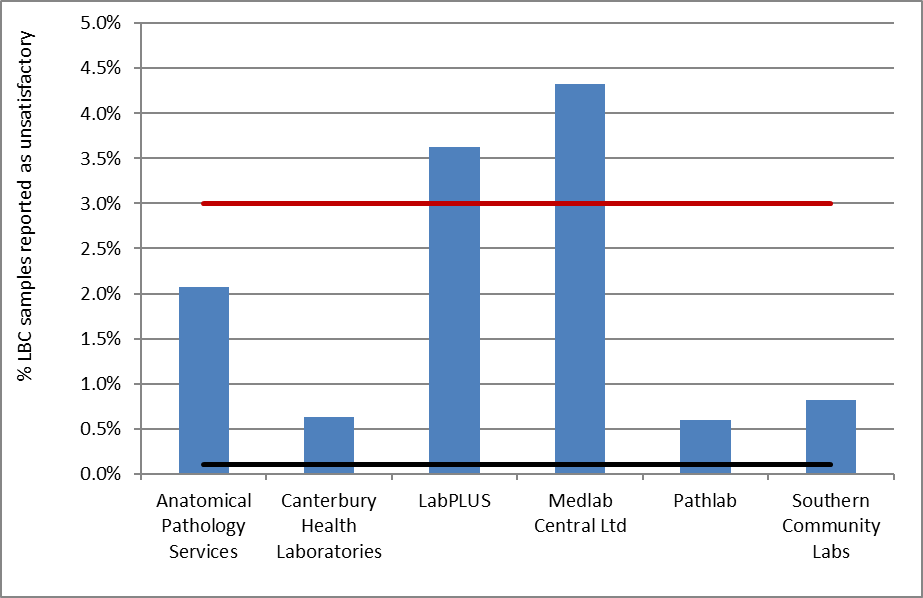 % LBC samples reported as unsatisfactory
5.0%
4.5%
4.0%
3.5%
3.0%
2.5%
2.0%
1.5%
1.0%
0.5%
0.0%
Anatomical
Pathology
Services
Canterbury
Health
Laboratories
LabPLUS
Medlab
Central Ltd
Pathlab
Southern
Community
Labs